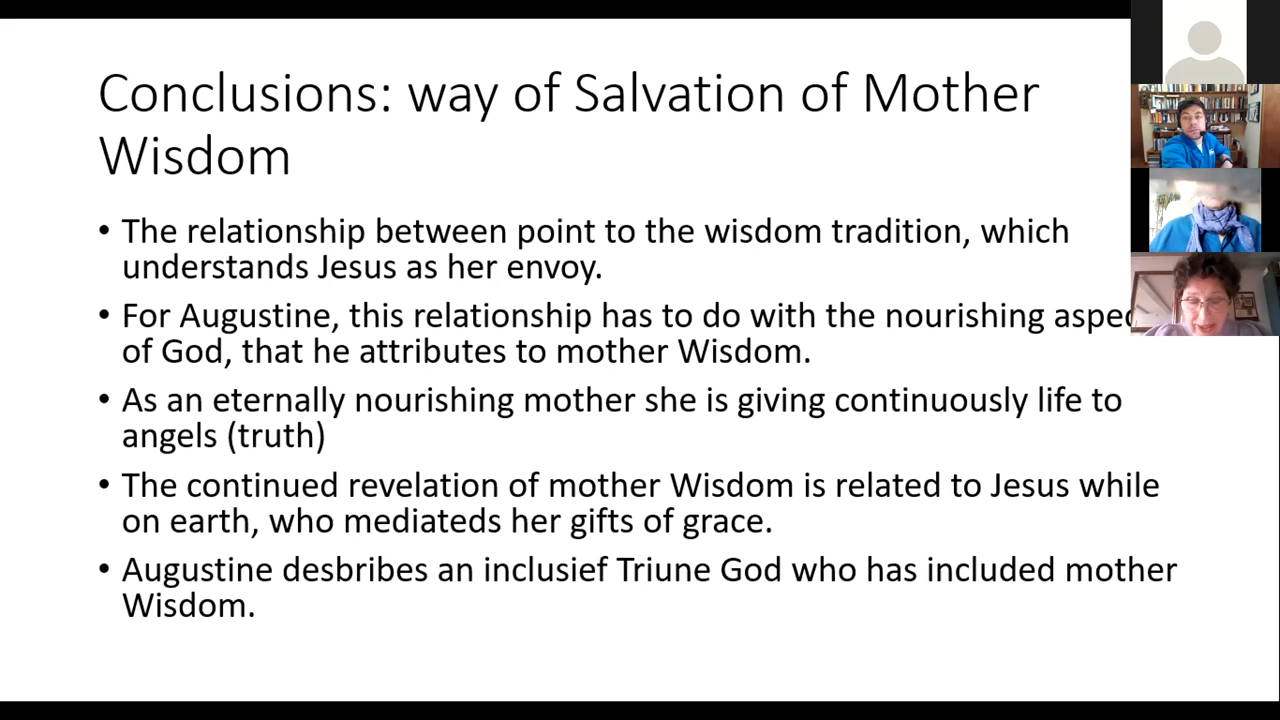 Conclusions: way of Salvation of Mother
Wisdom
• The relationship between point to the wisdom tradition, which
understands Jesus as her envoy.
• For Augustine, this relationship has to do with the nourishing aspec
of God, that he attributes to mother Wisdom.
• As an eternally nourishing mother she is giving continuously life to
angels (truth)
• The continued revelation of mother Wisdom is related to Jesus while
on earth, who mediateds her gifts of grace.
• Augustine desbribes an inclusief Triune God who has included mother
Wisdom.